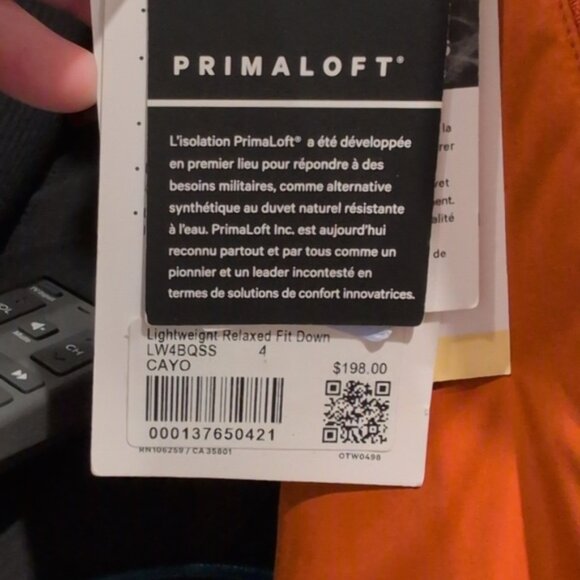 PRIMALOFT®
L'isolation PrimaLoft® a été développée
en premier lieu pour répondre à des
besoins militaires, comme alternative
synthétique au duvet naturel résistante
à l'eau. PrimaLoft Inc. est aujourd'hui
reconnu partout et par tous comme un
pionnier et un leader incontesté en
termes de solutions de confort innovatrices.
la
de
Lightweight Relaxed Fit Down
LW4BQSS 4
CAYO $198.00
000137650421
RN106259 / CA 35801 OTW0498
CH